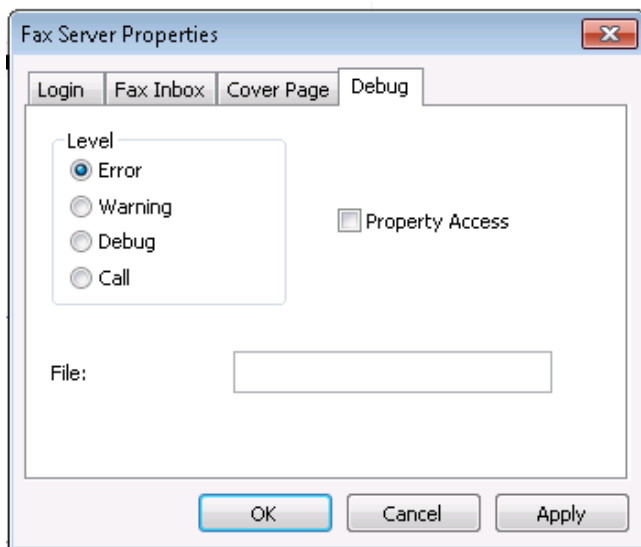 Fax Server Properties
Login Fax Inbox Cover Page Debug
Level
Error
Warning
Property Access
Debug
Call
File:
OK Cancel Apply